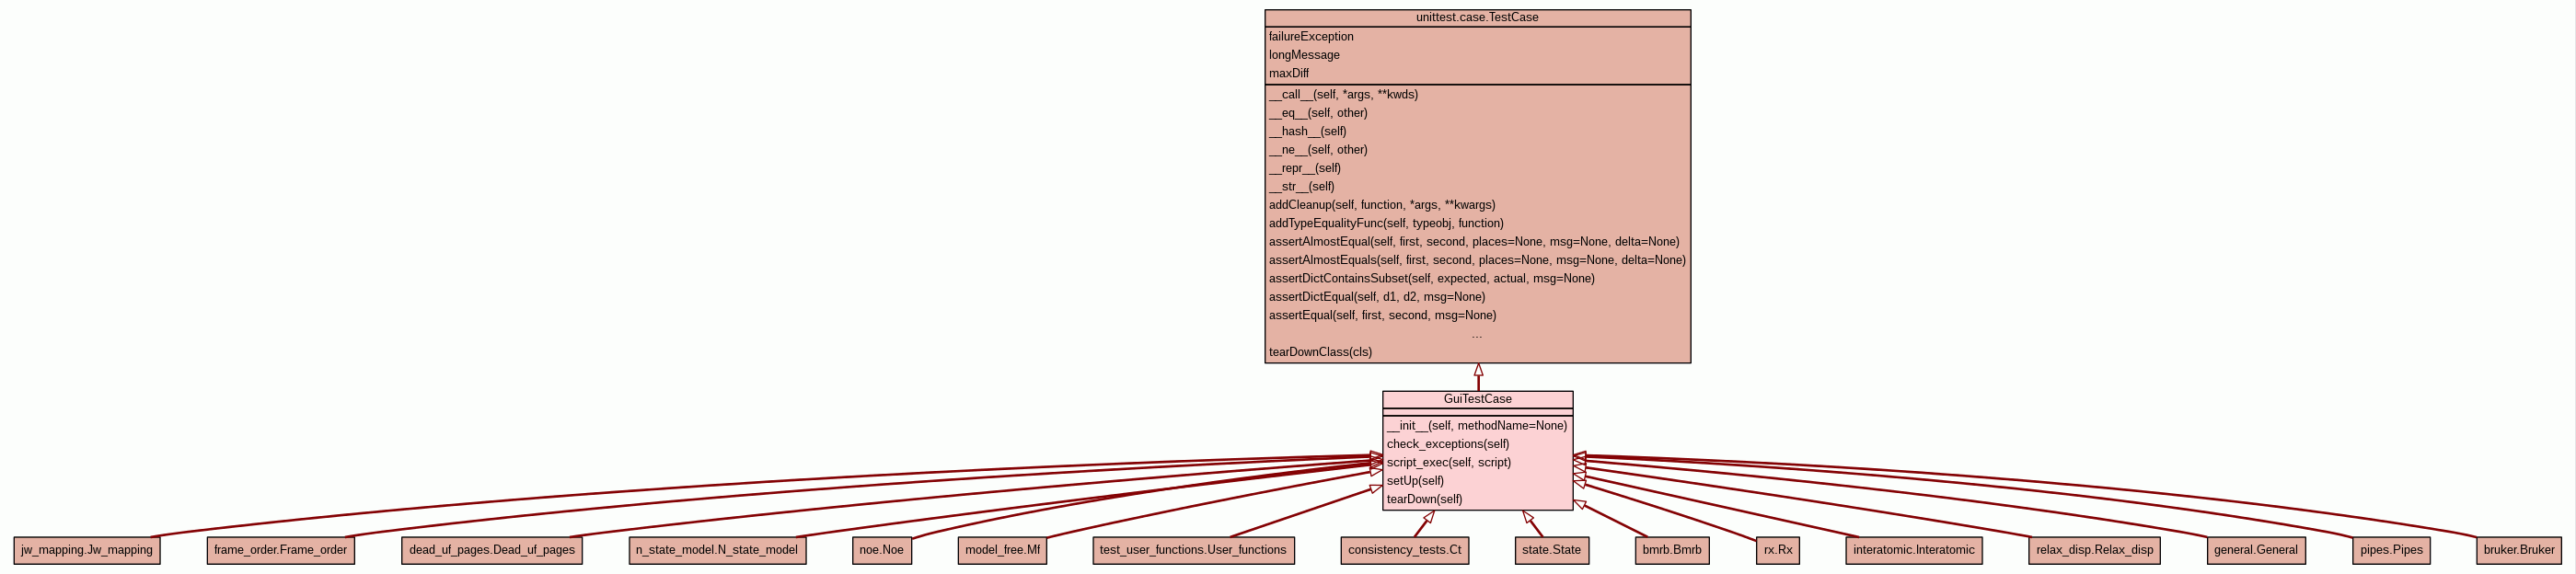 unittest.case.TestCase
failureException
longMessage
maxDiff
__call__(self, *args, **kwds)
__eq__(self, other)
__hash__(self)
__ne__(self, other)
__repr__(self)
__str__(self)
addCleanup(self, function, *args, **kwargs)
addTypeEqualityFunc(self, typeobj, function)
assertAlmostEqual(self, first, second, places=None, msg=None, delta=None)
assertAlmostEquals(self, first, second, places=None, msg=None, delta=None)
assertDictContainsSubset(self, expected, actual, msg=None)
assertDictEqual(self, d1, d2, msg=None)
assertEqual(self, first, second, msg=None)
...
tearDownClass(cls)
GuiTestCase
__init__(self, methodName=None)
check_exceptions(self)
script_exec(self, script)
setUp(self)
tearDown(self)
jw_mapping.Jw_mapping
frame_order.Frame_order
dead_uf_pages.Dead_uf_pages
n_state_model.N_state_model
noe.Noe
model_free.Mf
test_user_functions.User_functions
consistency_tests.Ct
state.State
bmrb.Bmrb
rx.Rx
interatomic.Interatomic
relax_disp.Relax_disp
general.General
pipes.Pipes
bruker.Bruker